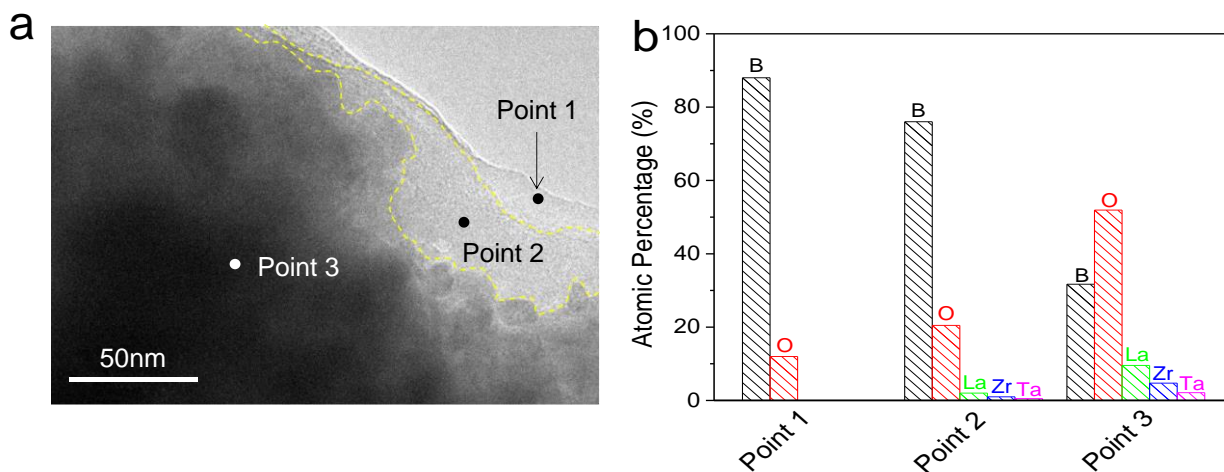 a
Point 1
Point 2
Point 3
50nm
b
Atomic Percentage (%)
100
80
60
40
20
0
B
O
B
O
La
Zr
Ta
B
O
La
Zr
Ta
Point 1
Point 2
Point 3